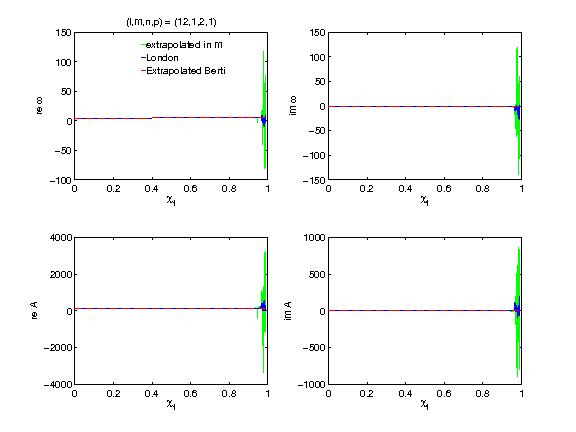 (l,m,n,p) = (12,1,2,1)
150
100
50
0
-50
-100
re ω
0 0.2 0.4 0.6 0.8 1
χf
extrapolated in M
London
Extrapolated Berti
150
100
50
0
-50
-100
-150
im ω
0 0.2 0.4 0.6 0.8 1
χf
4000
2000
0
-2000
-4000
re A
0 0.2 0.4 0.6 0.8 1
χf
1000
500
0
-500
-1000
im A
0 0.2 0.4 0.6 0.8 1
χf